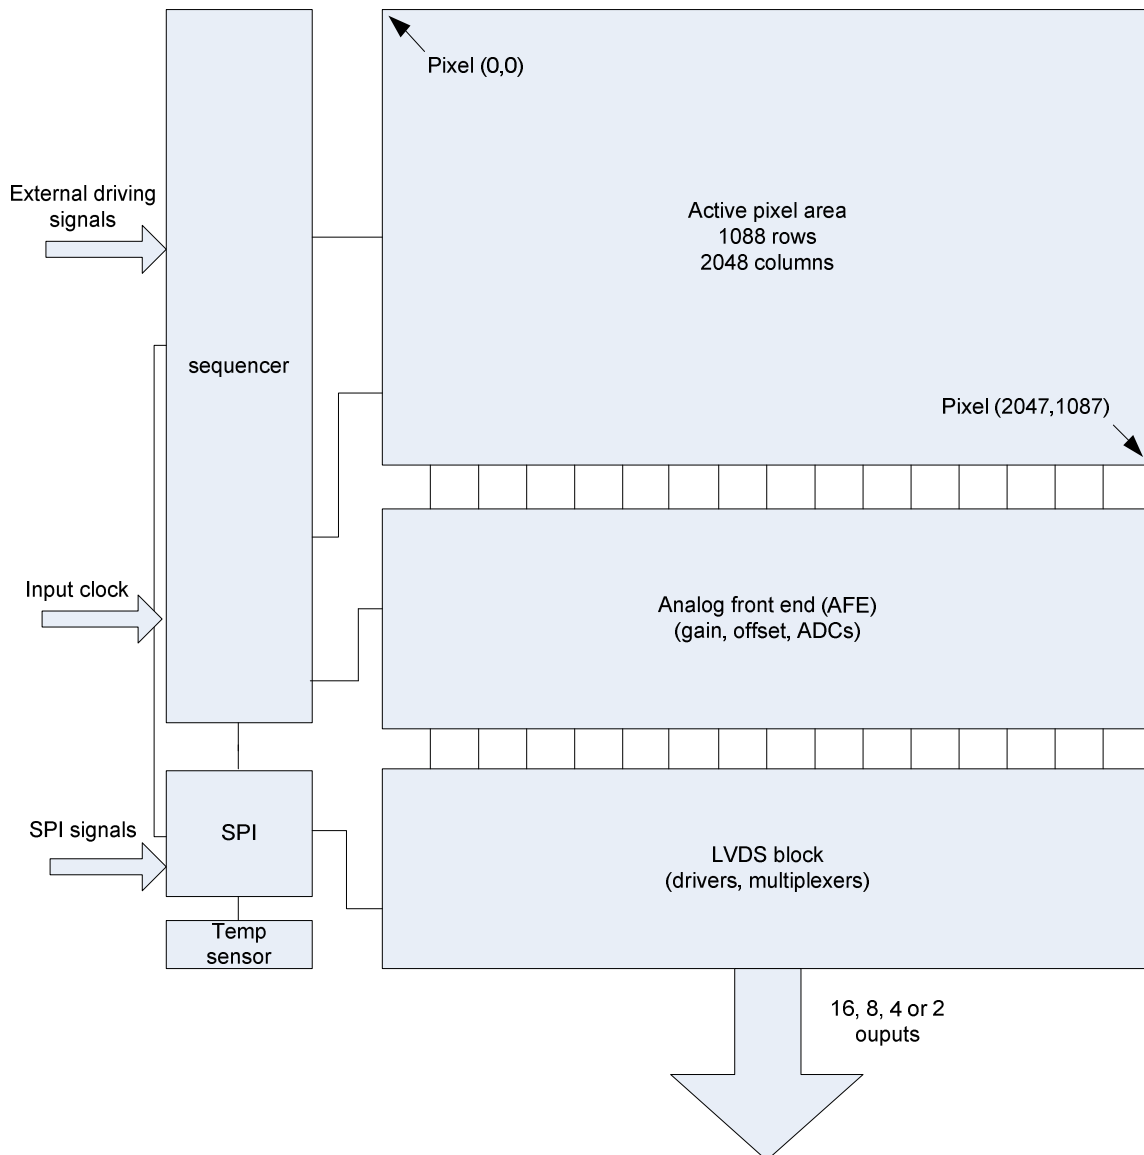 Pixel (0,0)
External driving
signals
Active pixel area
1088 rows
2048 columns
sequencer
Pixel (2047,1087)
Input clock
Analog front end (AFE)
(gain, offset, ADCs)
SPI signals
SPI
LVDS block
(drivers, multiplexers)
Temp
sensor
16, 8, 4 or 2
ouputs